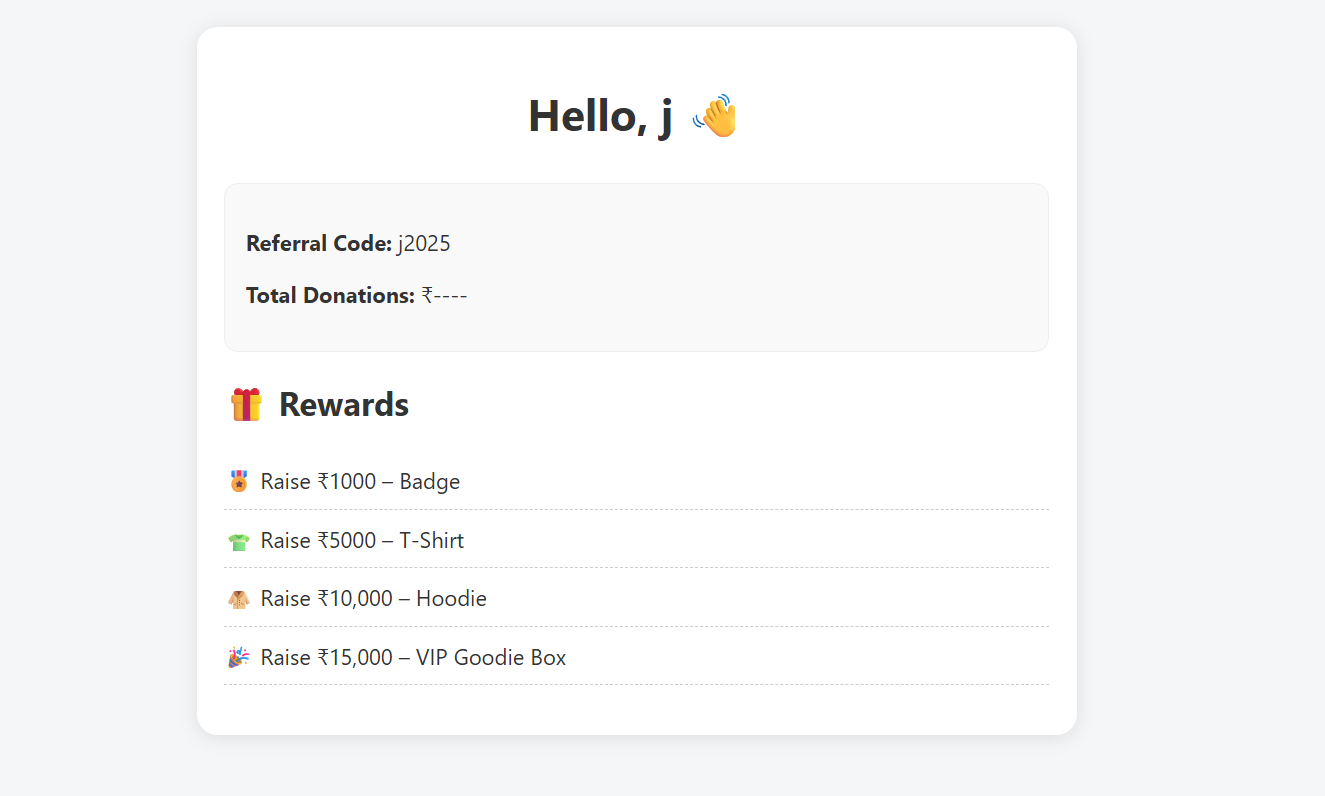 Hello, j 👋
Referral Code: j2025
Total Donations: ₹----
🎁 Rewards
🏅 Raise ₹1000 – Badge
👕 Raise ₹5000 – T-Shirt
🧥 Raise ₹10,000 – Hoodie
🎉 Raise ₹15,000 – VIP Goodie Box